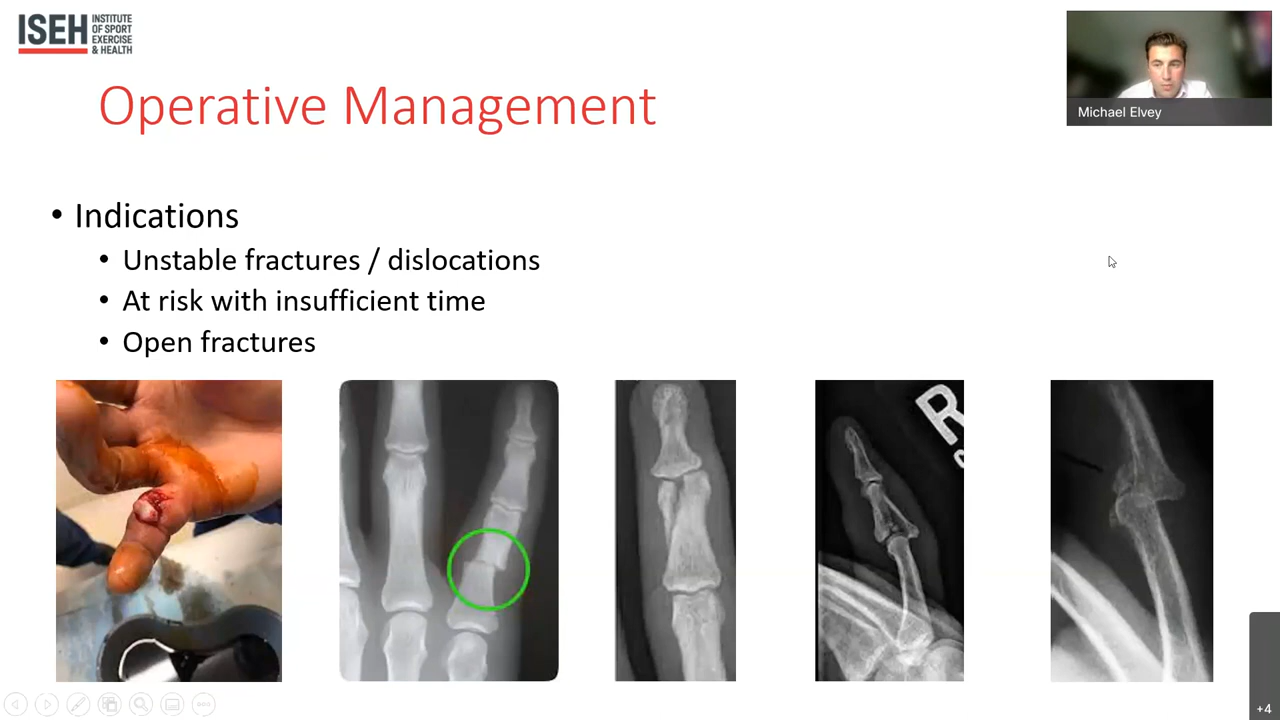 ISEH INSTITUTE
OF SPORT
EXERCISE
& HEALTH
Operative Management
Michael Elvey
• Indications
• Unstable fractures / dislocations
• At risk with insufficient time
• Open fractures
R
+4